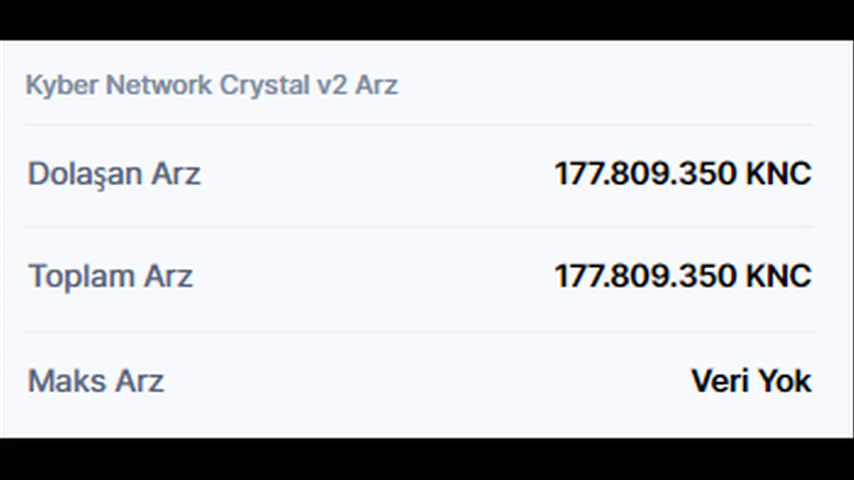 Kyber Network Crystal v2 Arz
Dolaşan Arz 177.809.350 KNC
Toplam Arz 177.809.350 KNC
Maks Arz Veri Yok